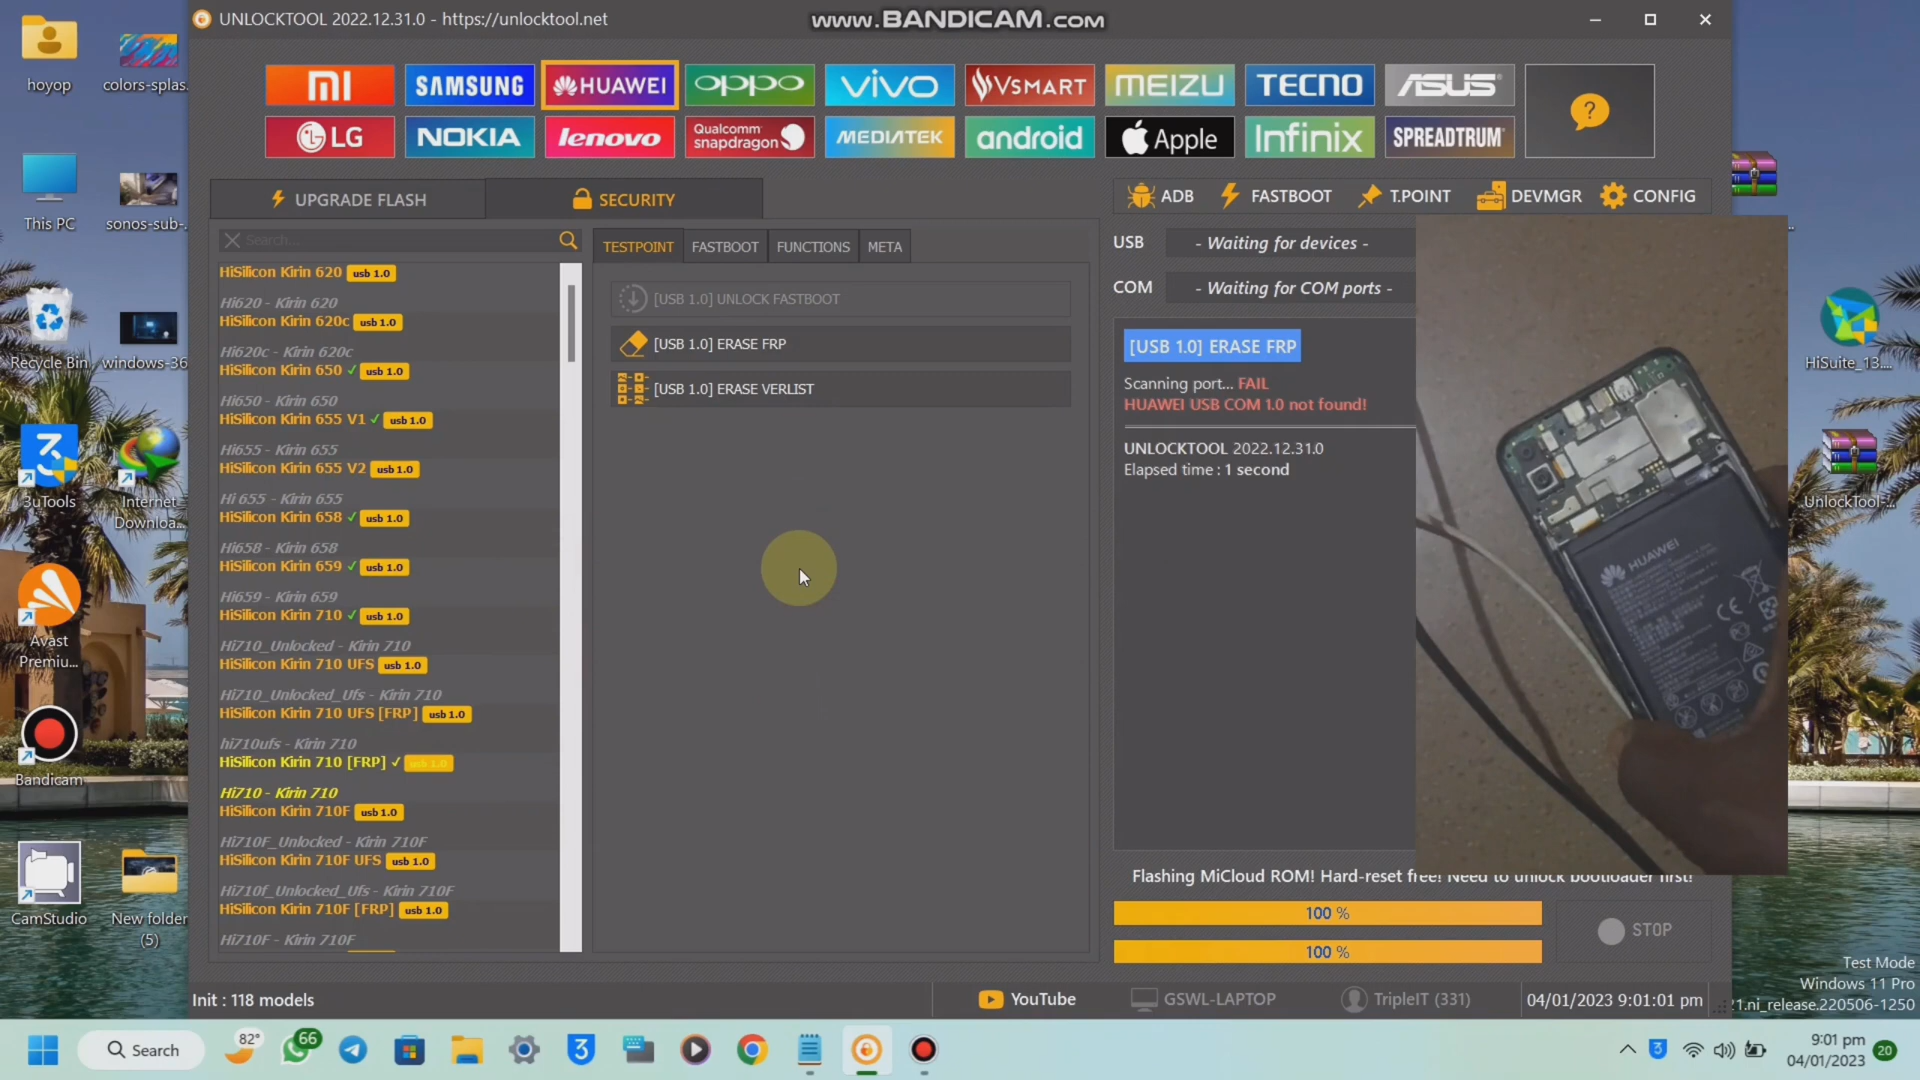 UNLOCKTOOL 2022.12.31.0 - https://unlocktool.net
www.BANDICAM.com
hoyop
colors-splas...
This PC
sonos-sub-...
Recycle Bin
windows-36...
3uTools
Internet Downloa...
Avast Premiu...
Bandicam
CamStudio
New folder (5)
HiSuite_13....
UnlockTool-...
mi
SAMSUNG
HUAWEI
oppo
vivo
VSMART
MEIZU
TECNO
ASUS
?
LG
NOKIA
lenovo
Qualcomm snapdragon
MEDIATEK
android
Apple
Infinix
SPREADTRUM
UPGRADE FLASH
SECURITY
ADB
FASTBOOT
T.POINT
DEVMGR
CONFIG
Search...
HiSilicon Kirin 620 usb 1.0
Hi620 - Kirin 620
HiSilicon Kirin 620c usb 1.0
Hi620c - Kirin 620c
HiSilicon Kirin 650 ✓ usb 1.0
Hi650 - Kirin 650
HiSilicon Kirin 655 V1 ✓ usb 1.0
Hi655 - Kirin 655
HiSilicon Kirin 655 V2 usb 1.0
Hi 655 - Kirin 655
HiSilicon Kirin 658 ✓ usb 1.0
Hi658 - Kirin 658
HiSilicon Kirin 659 ✓ usb 1.0
Hi659 - Kirin 659
HiSilicon Kirin 710 ✓ usb 1.0
Hi710_Unlocked - Kirin 710
HiSilicon Kirin 710 UFS usb 1.0
Hi710_Unlocked_Ufs - Kirin 710
HiSilicon Kirin 710 UFS [FRP] usb 1.0
hi710ufs - Kirin 710
HiSilicon Kirin 710 [FRP] ✓ usb 1.0
Hi710 - Kirin 710
HiSilicon Kirin 710F usb 1.0
Hi710F_Unlocked - Kirin 710F
HiSilicon Kirin 710F UFS usb 1.0
Hi710f_Unlocked_Ufs - Kirin 710F
HiSilicon Kirin 710F [FRP] usb 1.0
Hi710F - Kirin 710F
TESTPOINT
FASTBOOT
FUNCTIONS
META
[USB 1.0] UNLOCK FASTBOOT
[USB 1.0] ERASE FRP
[USB 1.0] ERASE VERLIST
USB
- Waiting for devices -
COM
- Waiting for COM ports -
[USB 1.0] ERASE FRP
Scanning port... FAIL
HUAWEI USB COM 1.0 not found!
UNLOCKTOOL 2022.12.31.0
Elapsed time : 1 second
HUAWEI
Flashing MiCloud ROM! Hard-reset free! Need to unlock bootloader first!
100 %
100 %
STOP
Init : 118 models
YouTube
GSWL-LAPTOP
TripleIT (331)
04/01/2023 9:01:01 pm
Test Mode
Windows 11 Pro
1.ni_release.220506-1250
Search
82°
66
9:01 pm
04/01/2023
20